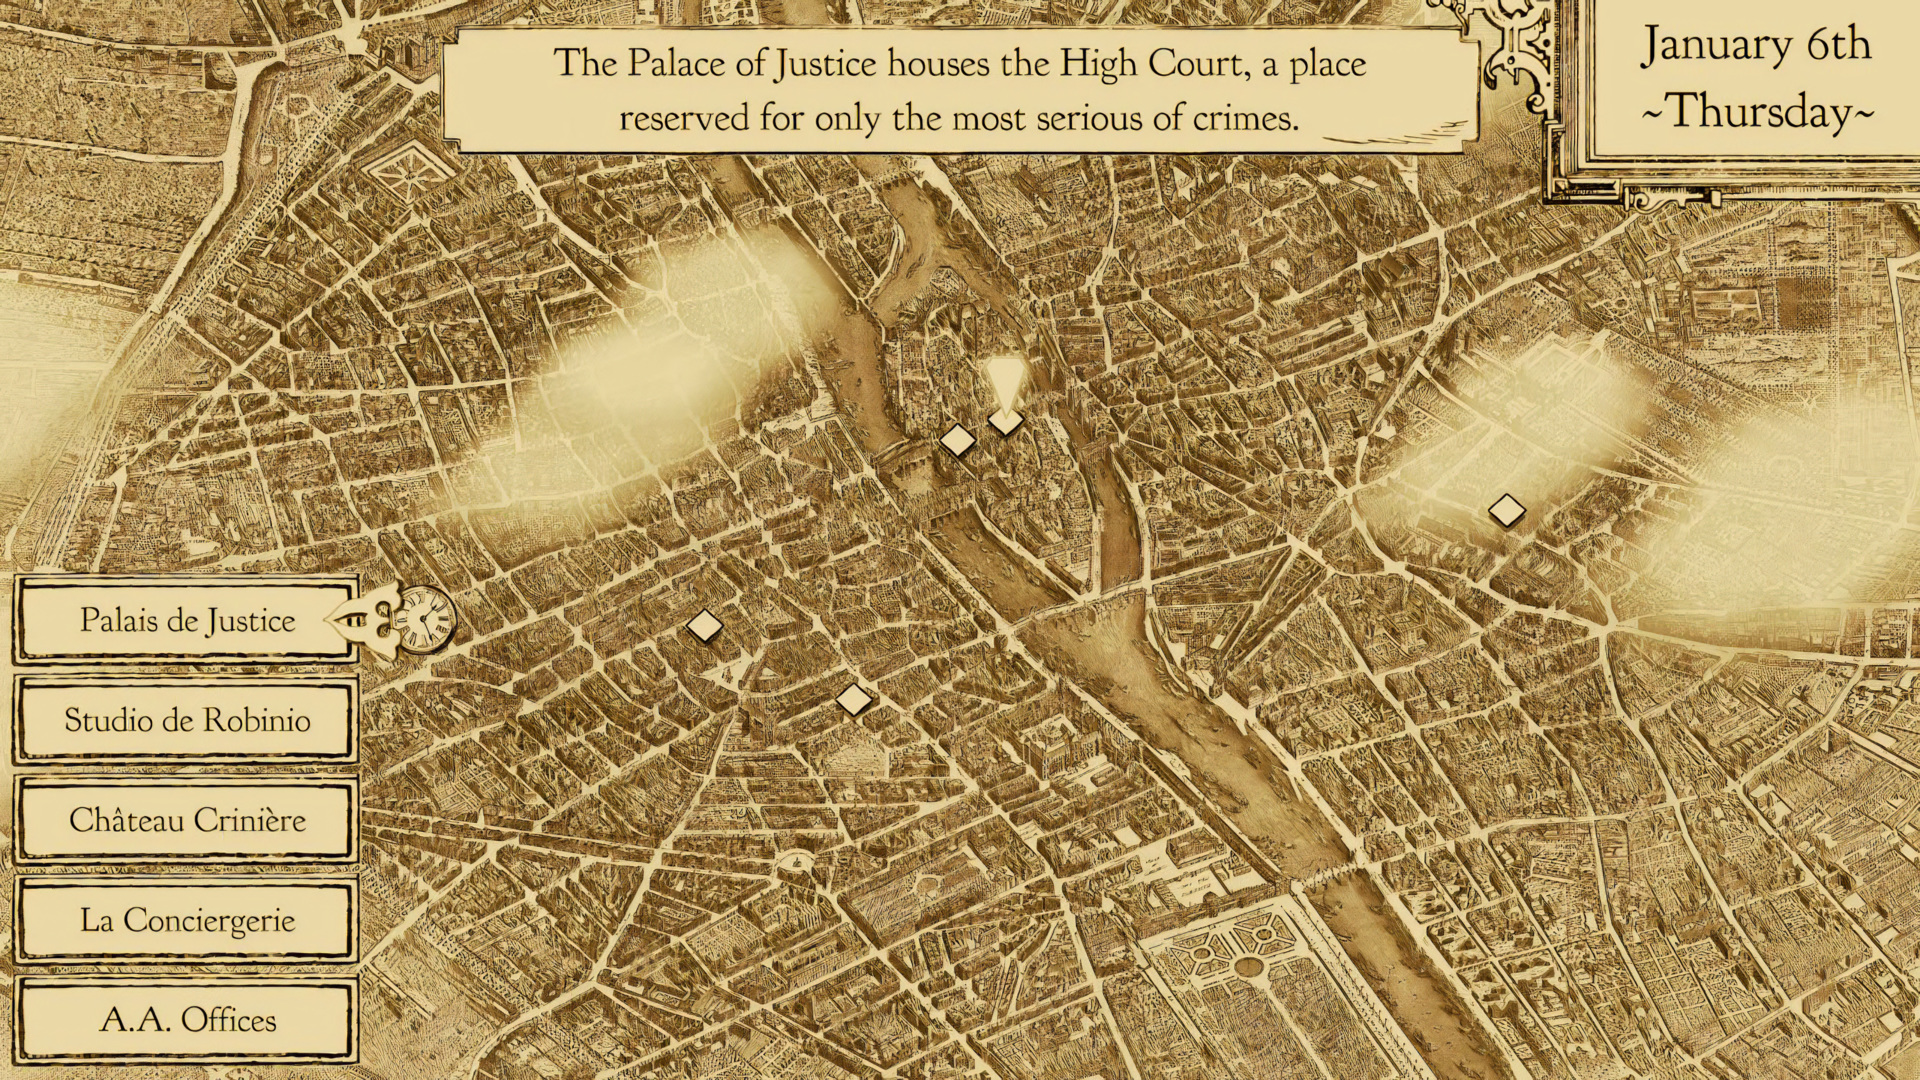 The Palace of Justice houses the High Court, a place
reserved for only the most serious of crimes.
January 6th
~Thursday~
Palais de Justice
Studio de Robinio
Château Crinière
La Conciergerie
A.A. Offices